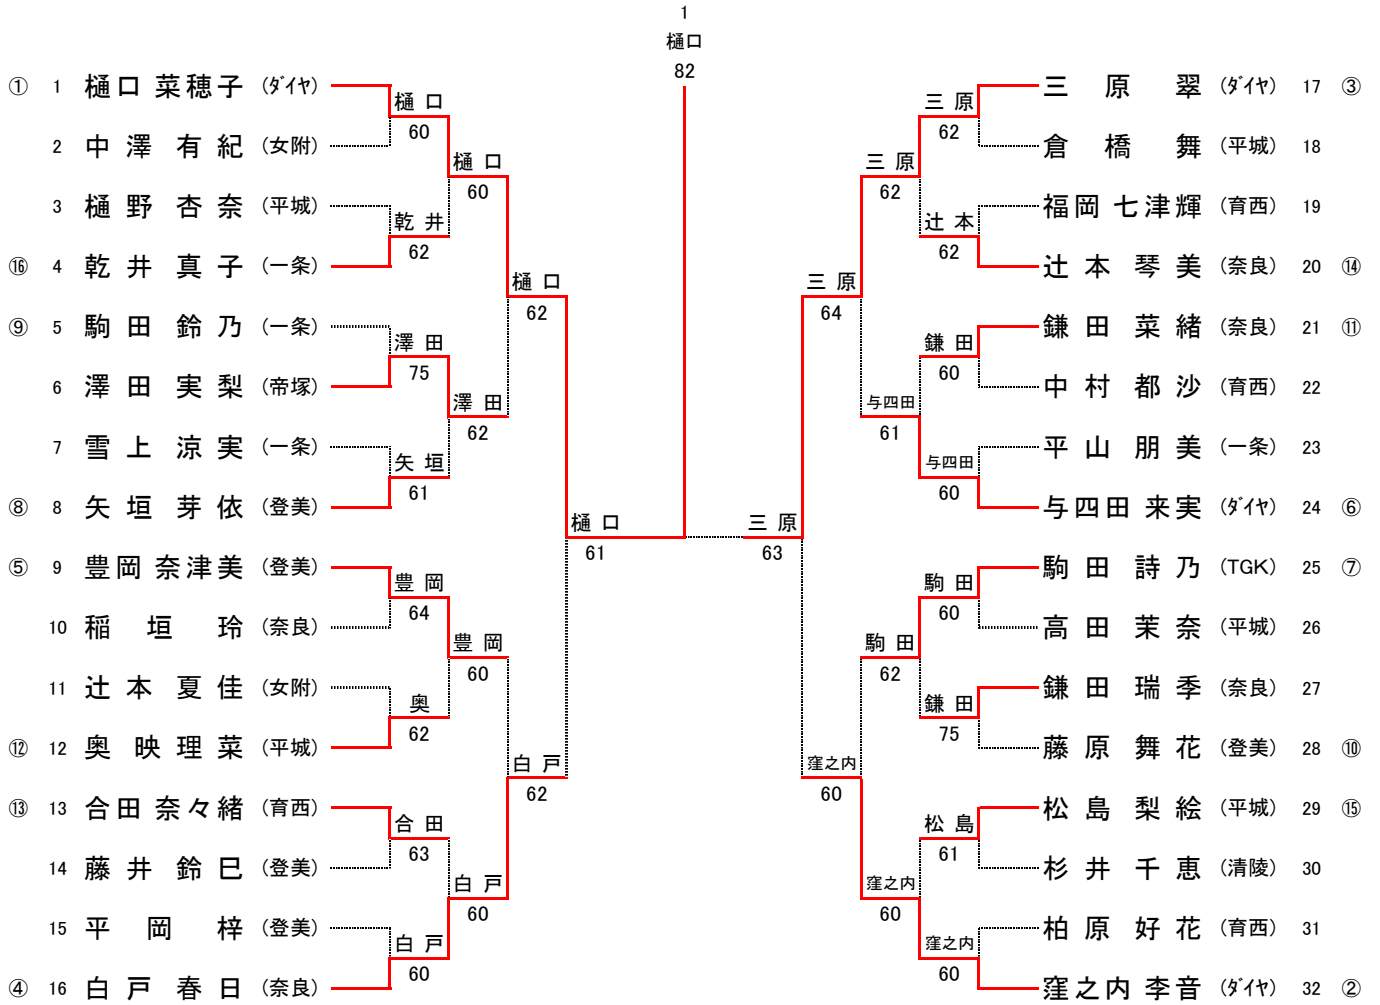 1
樋口
82
① 1 樋口 菜穂子 (ダイヤ)
樋 口
60
2 中 澤 有 紀 (女附)
樋 口
60
3 樋 野 杏 奈 (平城)
乾 井
62
⑯ 4 乾 井 真 子 (一条)
樋 口
62
⑨ 5 駒 田 鈴 乃 (一条)
澤 田
75
6 澤 田 実 梨 (帝塚)
澤 田
62
7 雪 上 涼 実 (一条)
矢 垣
61
⑧ 8 矢 垣 芽 依 (登美)
樋 口
61
⑤ 9 豊岡 奈津美 (登美)
豊 岡
64
10 稲 垣 玲 (奈良)
豊 岡
60
11 辻 本 夏 佳 (女附)
奥
62
⑫ 12 奥 映 理 菜 (平城)
白 戸
62
⑬ 13 合田 奈々緒 (育西)
合 田
63
14 藤 井 鈴 巳 (登美)
白 戸
60
15 平 岡 梓 (登美)
白 戸
60
④ 16 白 戸 春 日 (奈良)
三 原 翠 (ダイヤ) 17 ③
三 原
62
倉 橋 舞 (平城) 18
三 原
62
福岡 七津輝 (育西) 19
辻 本
62
辻 本 琴 美 (奈良) 20 ⑭
三 原
64
鎌 田 菜 緒 (奈良) 21 ⑪
鎌 田
60
中 村 都 沙 (育西) 22
与四田
61
平 山 朋 美 (一条) 23
与四田
60
与四田 来実 (ダイヤ) 24 ⑥
三 原
63
駒 田 詩 乃 (TGK) 25 ⑦
駒 田
60
高 田 茉 奈 (平城) 26
駒 田
62
鎌 田 瑞 季 (奈良) 27
鎌 田
75
藤 原 舞 花 (登美) 28 ⑩
窪之内
60
松 島 梨 絵 (平城) 29 ⑮
松 島
61
杉 井 千 恵 (清陵) 30
窪之内
60
柏 原 好 花 (育西) 31
窪之内
60
窪之内 李音 (ダイヤ) 32 ②